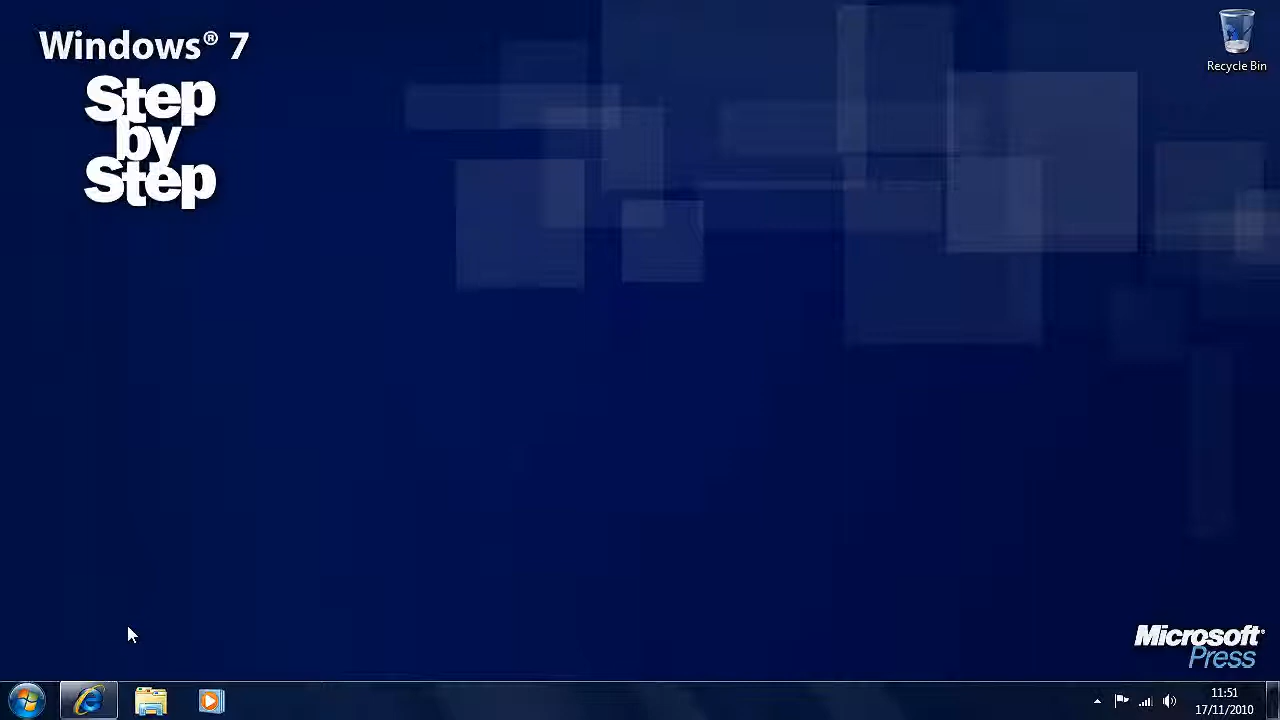 Windows® 7
Step
by
Step
Recycle Bin
Microsoft®
Press
11:51
17/11/2010